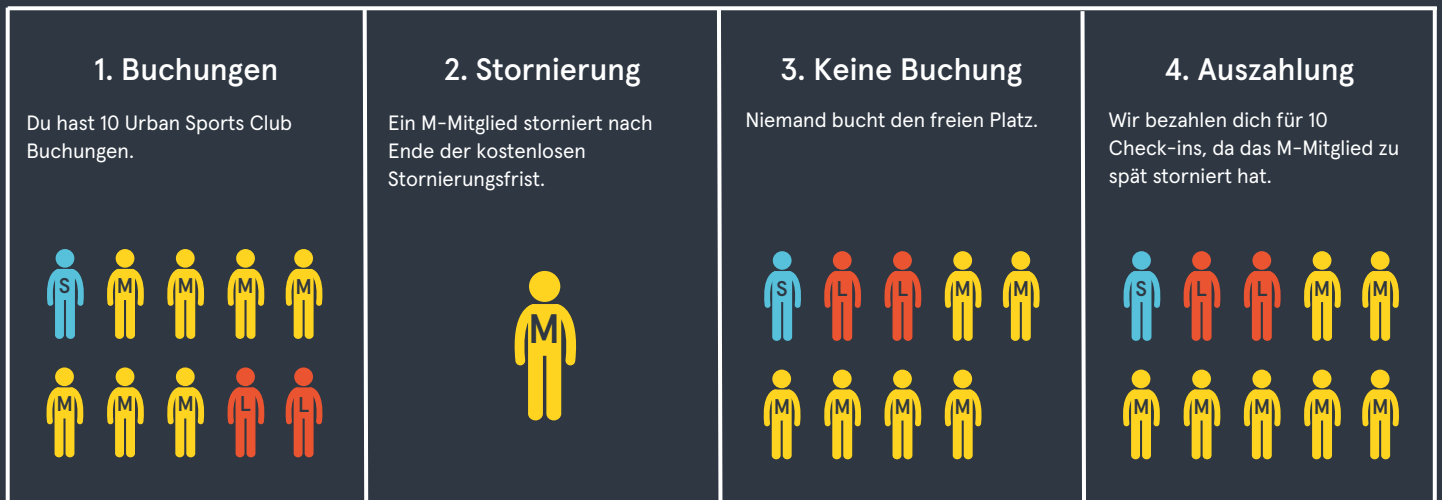 1. Buchungen
Du hast 10 Urban Sports Club
Buchungen.
S M M M M
M M M L L
2. Stornierung
Ein M-Mitglied storniert nach
Ende der kostenlosen
Stornierungsfrist.
M
3. Keine Buchung
Niemand bucht den freien Platz.
S L L M M
M M M M
4. Auszahlung
Wir bezahlen dich für 10
Check-ins, da das M-Mitglied zu
spät storniert hat.
S L L M M
M M M M M